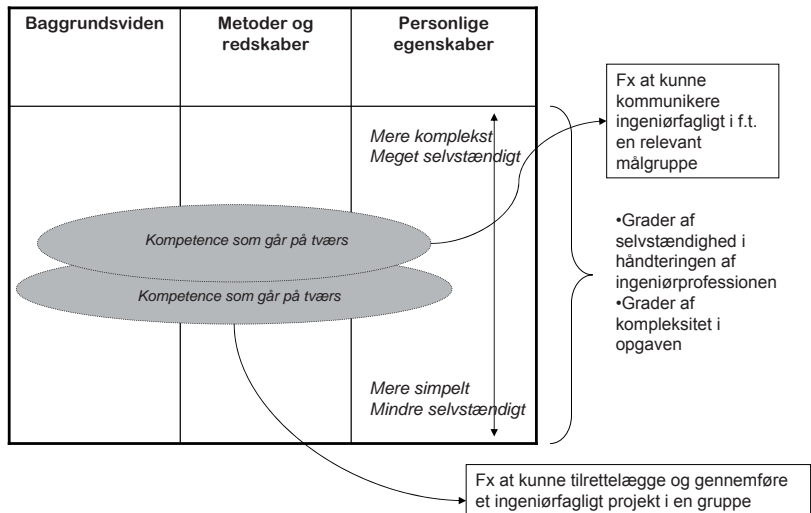 Baggrundsviden
Metoder og
redskaber
Personlige
egenskaber
Fx at kunne
kommunikere
ingeniørfagligt i f.t.
en relevant
målgruppe
Mere komplekst
Meget selvstændigt
Kompetence som går på tværs
Kompetence som går på tværs
•Grader af
selvstændighed i
håndteringen af
ingeniørprofessionen
•Grader af
kompleksitet i
opgaven
Mere simpelt
Mindre selvstændigt
Fx at kunne tilrettelægge og gennemføre
et ingeniørfagligt projekt i en gruppe